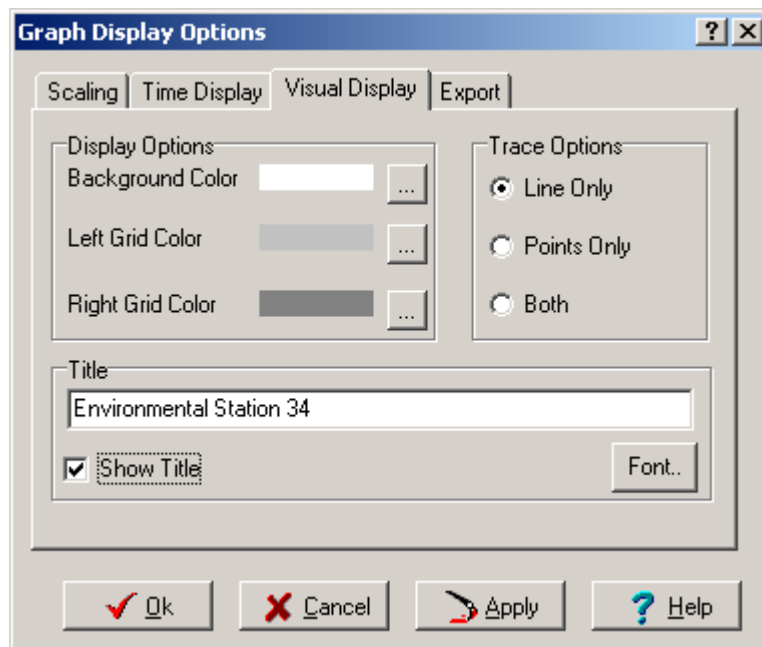 Graph Display Options
Scaling Time Display Visual Display Export
Display Options
Background Color ...
Left Grid Color ...
Right Grid Color ...
Trace Options
Line Only
Points Only
Both
Title
Environmental Station 34
Show Title Font..
Ok Cancel Apply ? Help